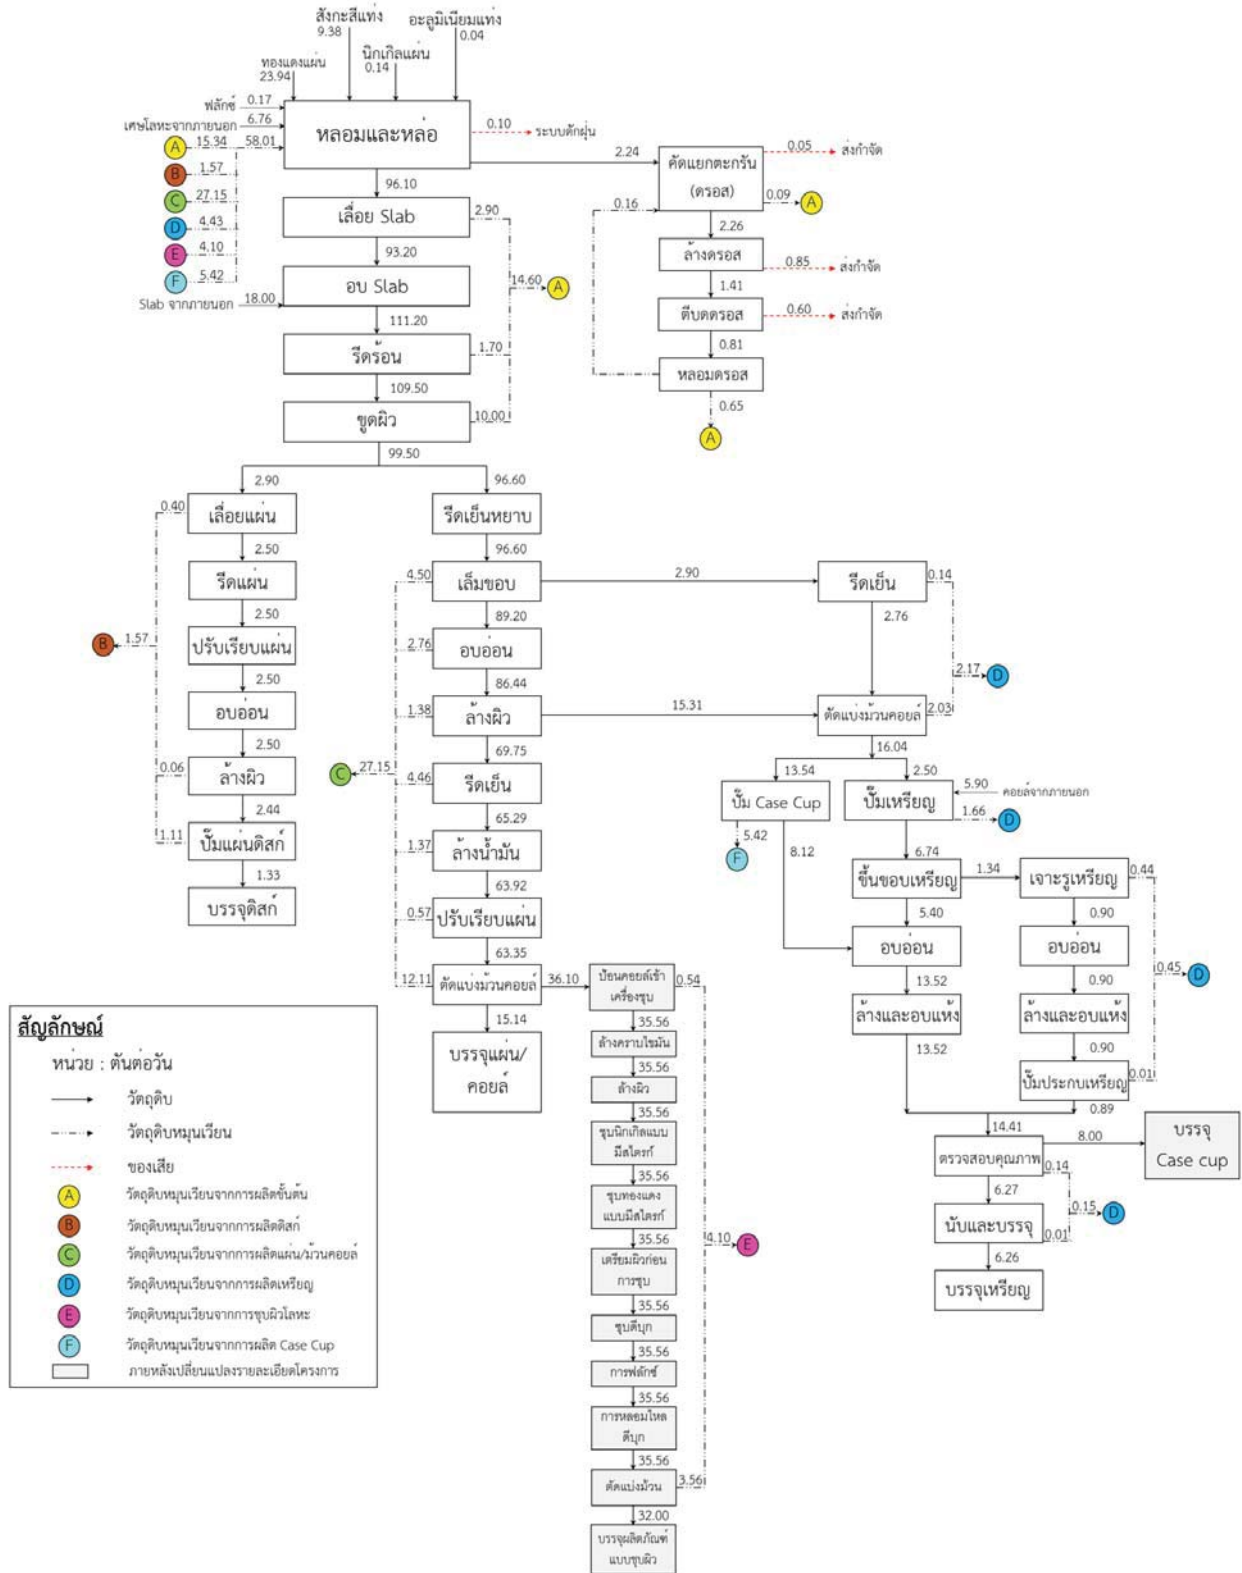 สังกะสีแท่ง
9.38
อะลูมิเนียมแท่ง
0.04
ทองแดงแผ่น
23.94
นิกเกิลแผ่น
0.14
ฟลักซ์ 0.17
เศษโลหะจากภายนอก 6.76
A 15.34 58.01
B 1.57
C 27.15
D 4.43
E 4.10
F 5.42
หลอมและหล่อ
0.10 ระบบดักฝุ่น
2.24
96.10
เลื่อย Slab 2.90
93.20
Slab จากภายนอก 18.00
อบ Slab
14.60 A
111.20
รีดร้อน 1.70
109.50
ขูดผิว 10.00
99.50
คัดแยกตะกรัน
(ดรอส)
0.05 ส่งกำจัด
0.09 A
0.16
2.26
ล้างดรอส
0.85 ส่งกำจัด
1.41
ตีบดดรอส
0.60 ส่งกำจัด
0.81
หลอมดรอส
0.65
A
2.90
0.40 เลื่อยแผ่น
2.50
รีดแผ่น
2.50
B 1.57 ปรับเรียบแผ่น
2.50
อบอ่อน
2.50
0.06 ล้างผิว
2.44
1.11 ปั๊มแผ่นดิสก์
1.33
บรรจุดิสก์
96.60
รีดเย็นหยาบ
96.60
4.50 เล็มขอบ 2.90
89.20
2.76 อบอ่อน
86.44
1.38 ล้างผิว 15.31
69.75
C 27.15
4.46 รีดเย็น
65.29
1.37 ล้างน้ำมัน
63.92
0.57 ปรับเรียบแผ่น
63.35
12.11 ตัดแบ่งม้วนคอยล์ 36.10
15.14
บรรจุแผ่น/
คอยล์
รีดเย็น 0.14
2.76
2.17 D
ตัดแบ่งม้วนคอยล์ 2.03
16.04
13.54
2.50
ปั๊ม Case Cup
5.42
F
8.12
ปั๊มเหรียญ
5.90 คอยล์จากภายนอก
1.66 D
6.74
ขึ้นขอบเหรียญ 1.34
5.40
อบอ่อน
13.52
ล้างและอบแห้ง
13.52
เจาะรูเหรียญ 0.44
0.90
อบอ่อน
0.45 D
0.90
ล้างและอบแห้ง
0.90
ปั๊มประกบเหรียญ 0.01
0.89
14.41
ตรวจสอบคุณภาพ
8.00
บรรจุ
Case cup
0.14
6.27
0.15 D
นับและบรรจุ
0.01
6.26
บรรจุเหรียญ
ป้อนคอยล์เข้า
เครื่องชุบ
0.54
35.56
ล้างคราบไขมัน
35.56
ล้างผิว
35.56
ชุบนิกเกิลแบบ
มีสไตรก์
35.56
ชุบทองแดง
แบบมีสไตรก์
35.56
4.10 E
เตรียมผิวก่อน
การชุบ
35.56
ชุบดีบุก
35.56
การฟลักซ์
35.56
การหลอมไหล
ดีบุก
35.56
ตัดแบ่งม้วน 3.56
32.00
บรรจุผลิตภัณฑ์
แบบชุบผิว
สัญลักษณ์
หน่วย : ตันต่อวัน
วัตถุดิบ
วัตถุดิบหมุนเวียน
ของเสีย
A วัตถุดิบหมุนเวียนจากการผลิตขั้นต้น
B วัตถุดิบหมุนเวียนจากการผลิตดิสก์
C วัตถุดิบหมุนเวียนจากการผลิตแผ่น/ม้วนคอยล์
D วัตถุดิบหมุนเวียนจากการผลิตเหรียญ
E วัตถุดิบหมุนเวียนจากการชุบผิวโลหะ
F วัตถุดิบหมุนเวียนจากการผลิต Case Cup
ภายหลังเปลี่ยนแปลงรายละเอียดโครงการ